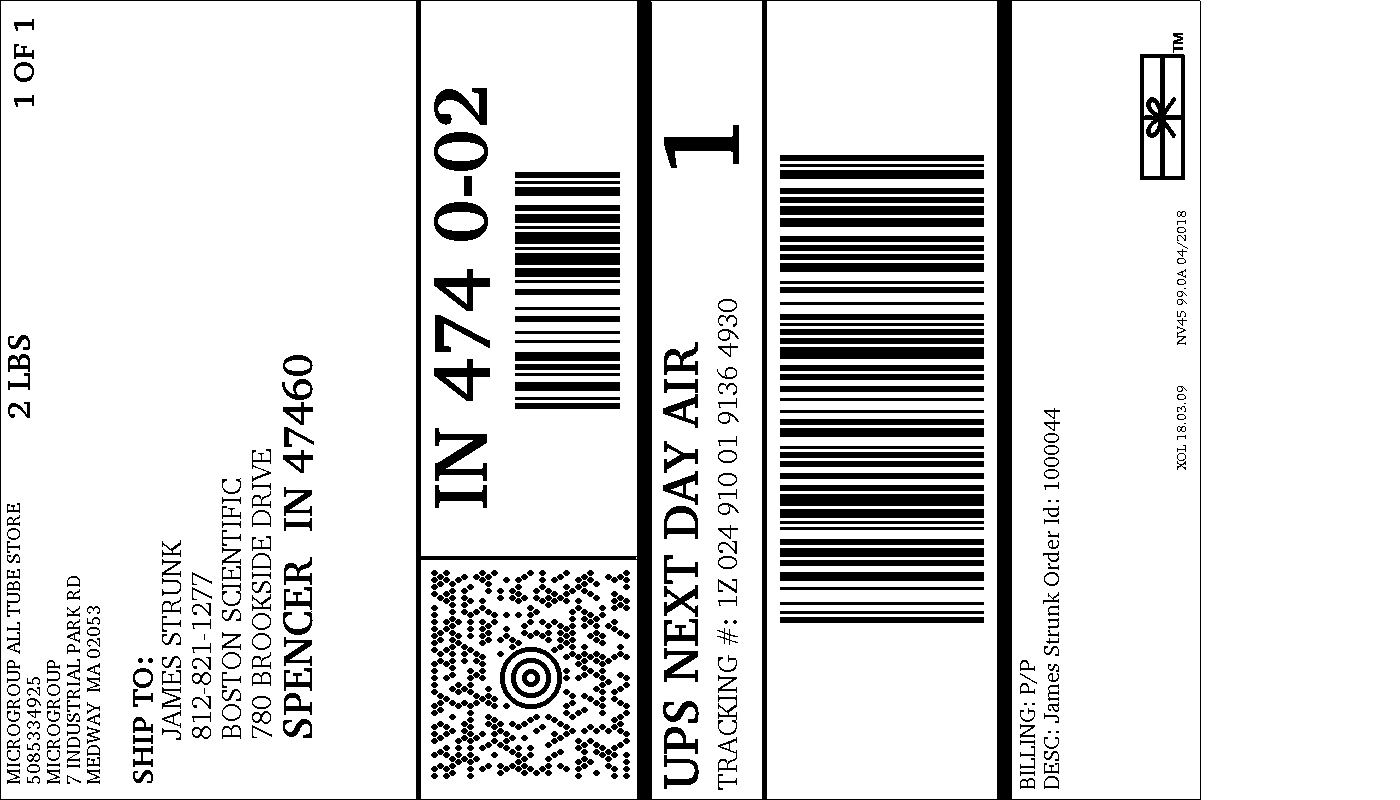 MICROGROUP ALL TUBE STORE
5085334925
MICROGROUP
7 INDUSTRIAL PARK RD
MEDWAY MA 02053
2 LBS
1 OF 1
SHIP TO:
JAMES STRUNK
812-821-1277
BOSTON SCIENTIFIC
780 BROOKSIDE DRIVE
SPENCER IN 47460
IN 474 0-02
UPS NEXT DAY AIR
TRACKING #: 1Z 024 910 01 9136 4930
1
BILLING: P/P
DESC: James Strunk Order Id: 1000044
XOL 18.03.09 NV45 99.0A 04/2018
TM